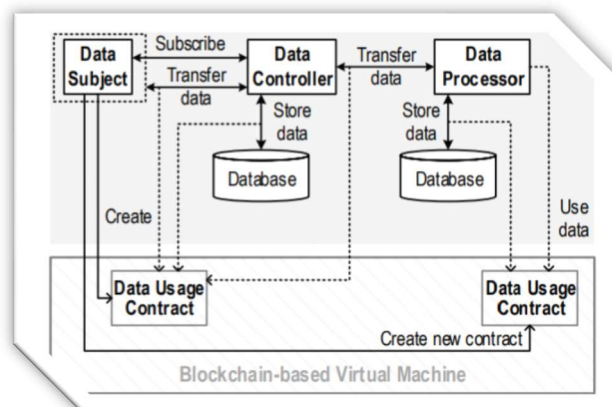 Data
Subject
Subscribe
Transfer
data
Data
Controller
Transfer
data
Data
Processor
Store
data
Store
data
Database
Database
Create
Use
data
Data Usage
Contract
Data Usage
Contract
Create new contract
Blockchain-based Virtual Machine